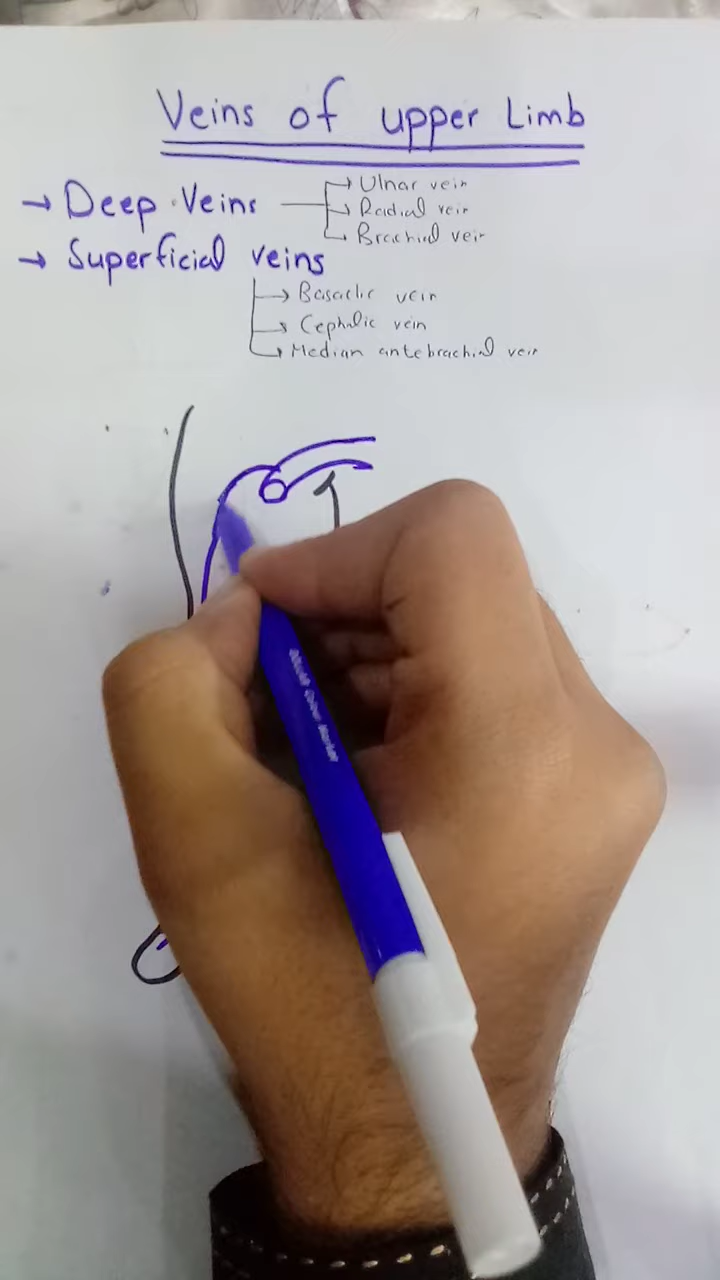 Veins of upper Limb
→ Deep Veins
→ Ulnar vein
→ Radial vein
→ Brachial vein
→ Superficial veins
→ Basaclic vein
→ Cephalic vein
→ Median antebrachial vein